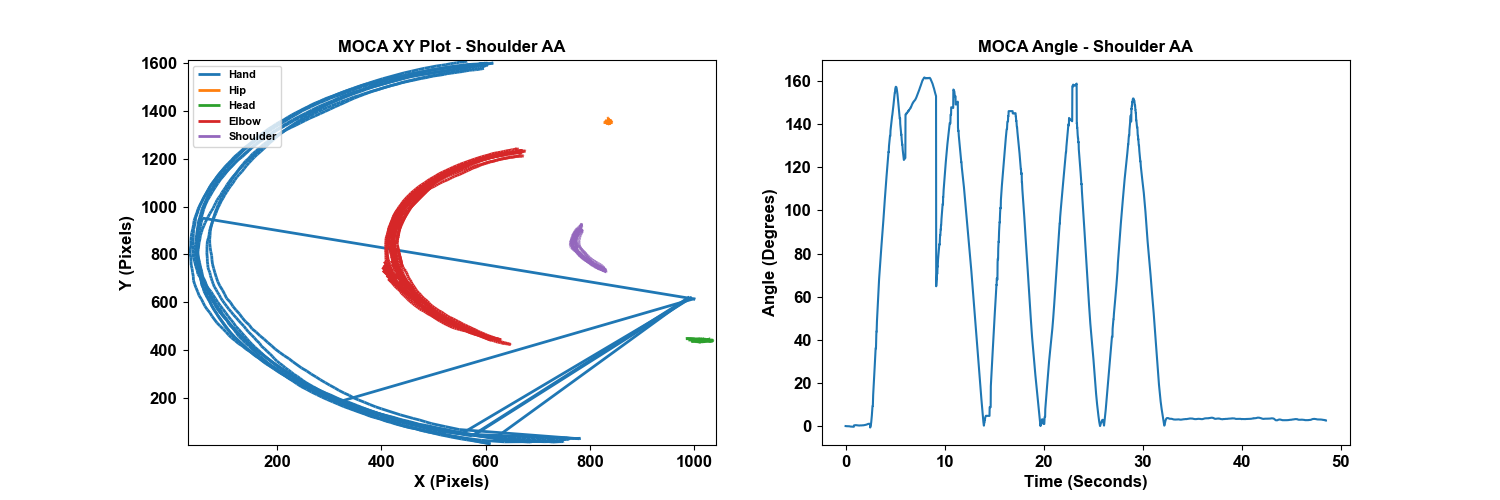 MOCA XY Plot - Shoulder AA
Y (Pixels)
1600
1400
1200
1000
800
600
400
200
Hand
Hip
Head
Elbow
Shoulder
200 400 600 800 1000
X (Pixels)
MOCA Angle - Shoulder AA
Angle (Degrees)
160
140
120
100
80
60
40
20
0
0 10 20 30 40 50
Time (Seconds)